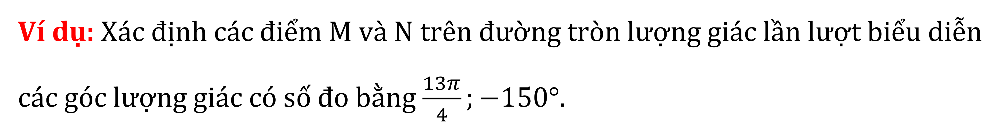 Ví dụ: Xác định các điểm M và N trên đường tròn lượng giác lần lượt biểu diễn
các góc lượng giác có số đo bằng 13π/4; −150°.